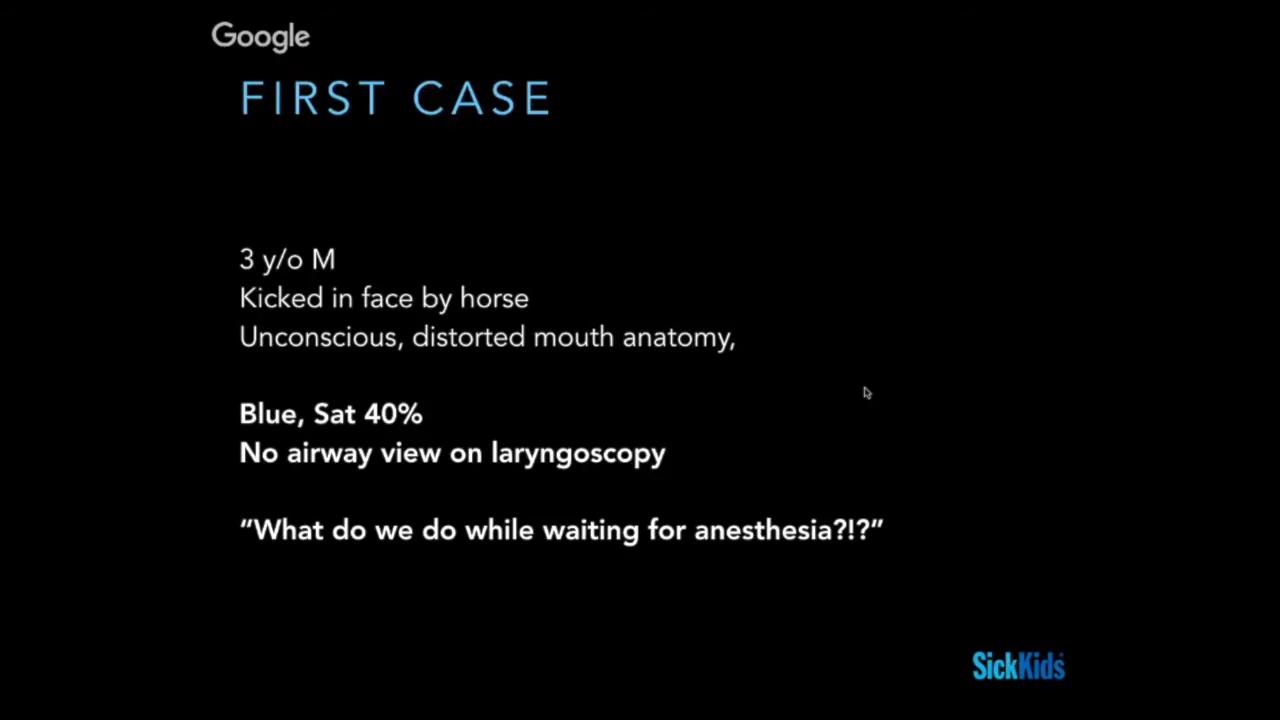 Google
FIRST CASE
3 y/o M
Kicked in face by horse
Unconscious, distorted mouth anatomy,
Blue, Sat 40%
No airway view on laryngoscopy
“What do we do while waiting for anesthesia?!?”
SickKids